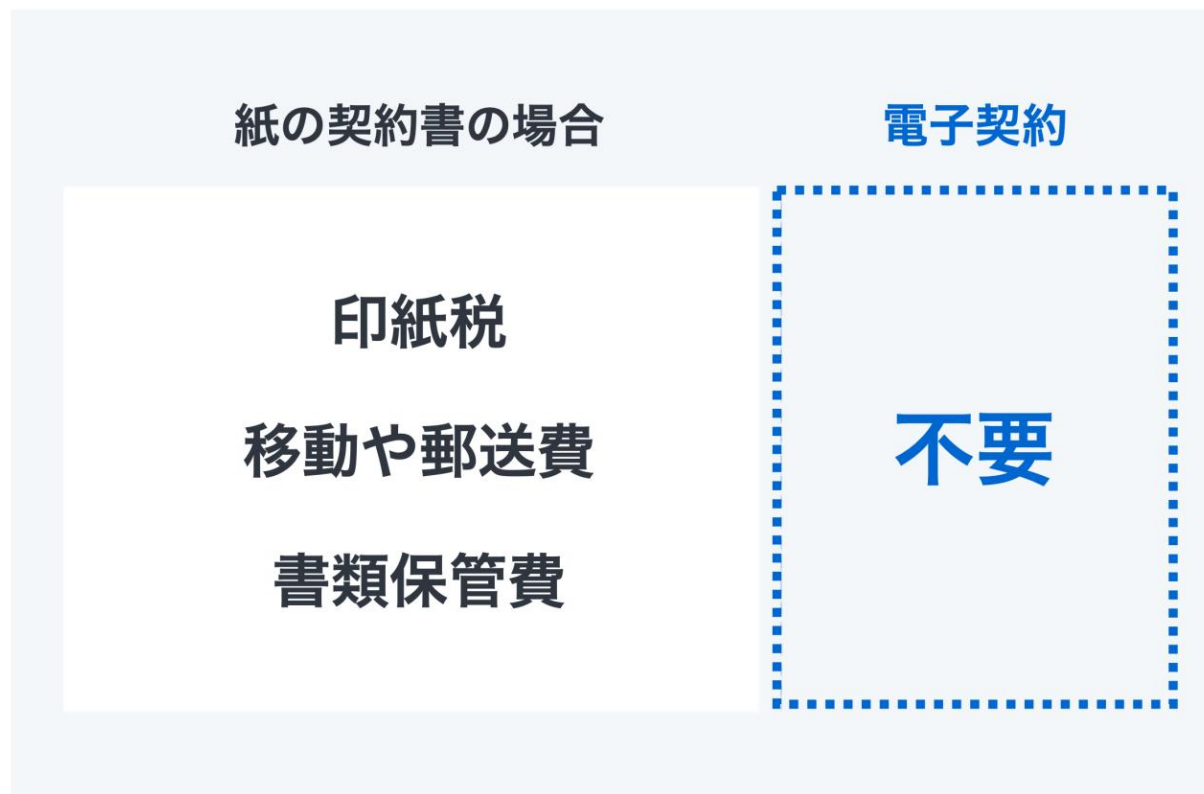 紙の契約書の場合
電子契約
印紙税
移動や郵送費
書類保管費
不要